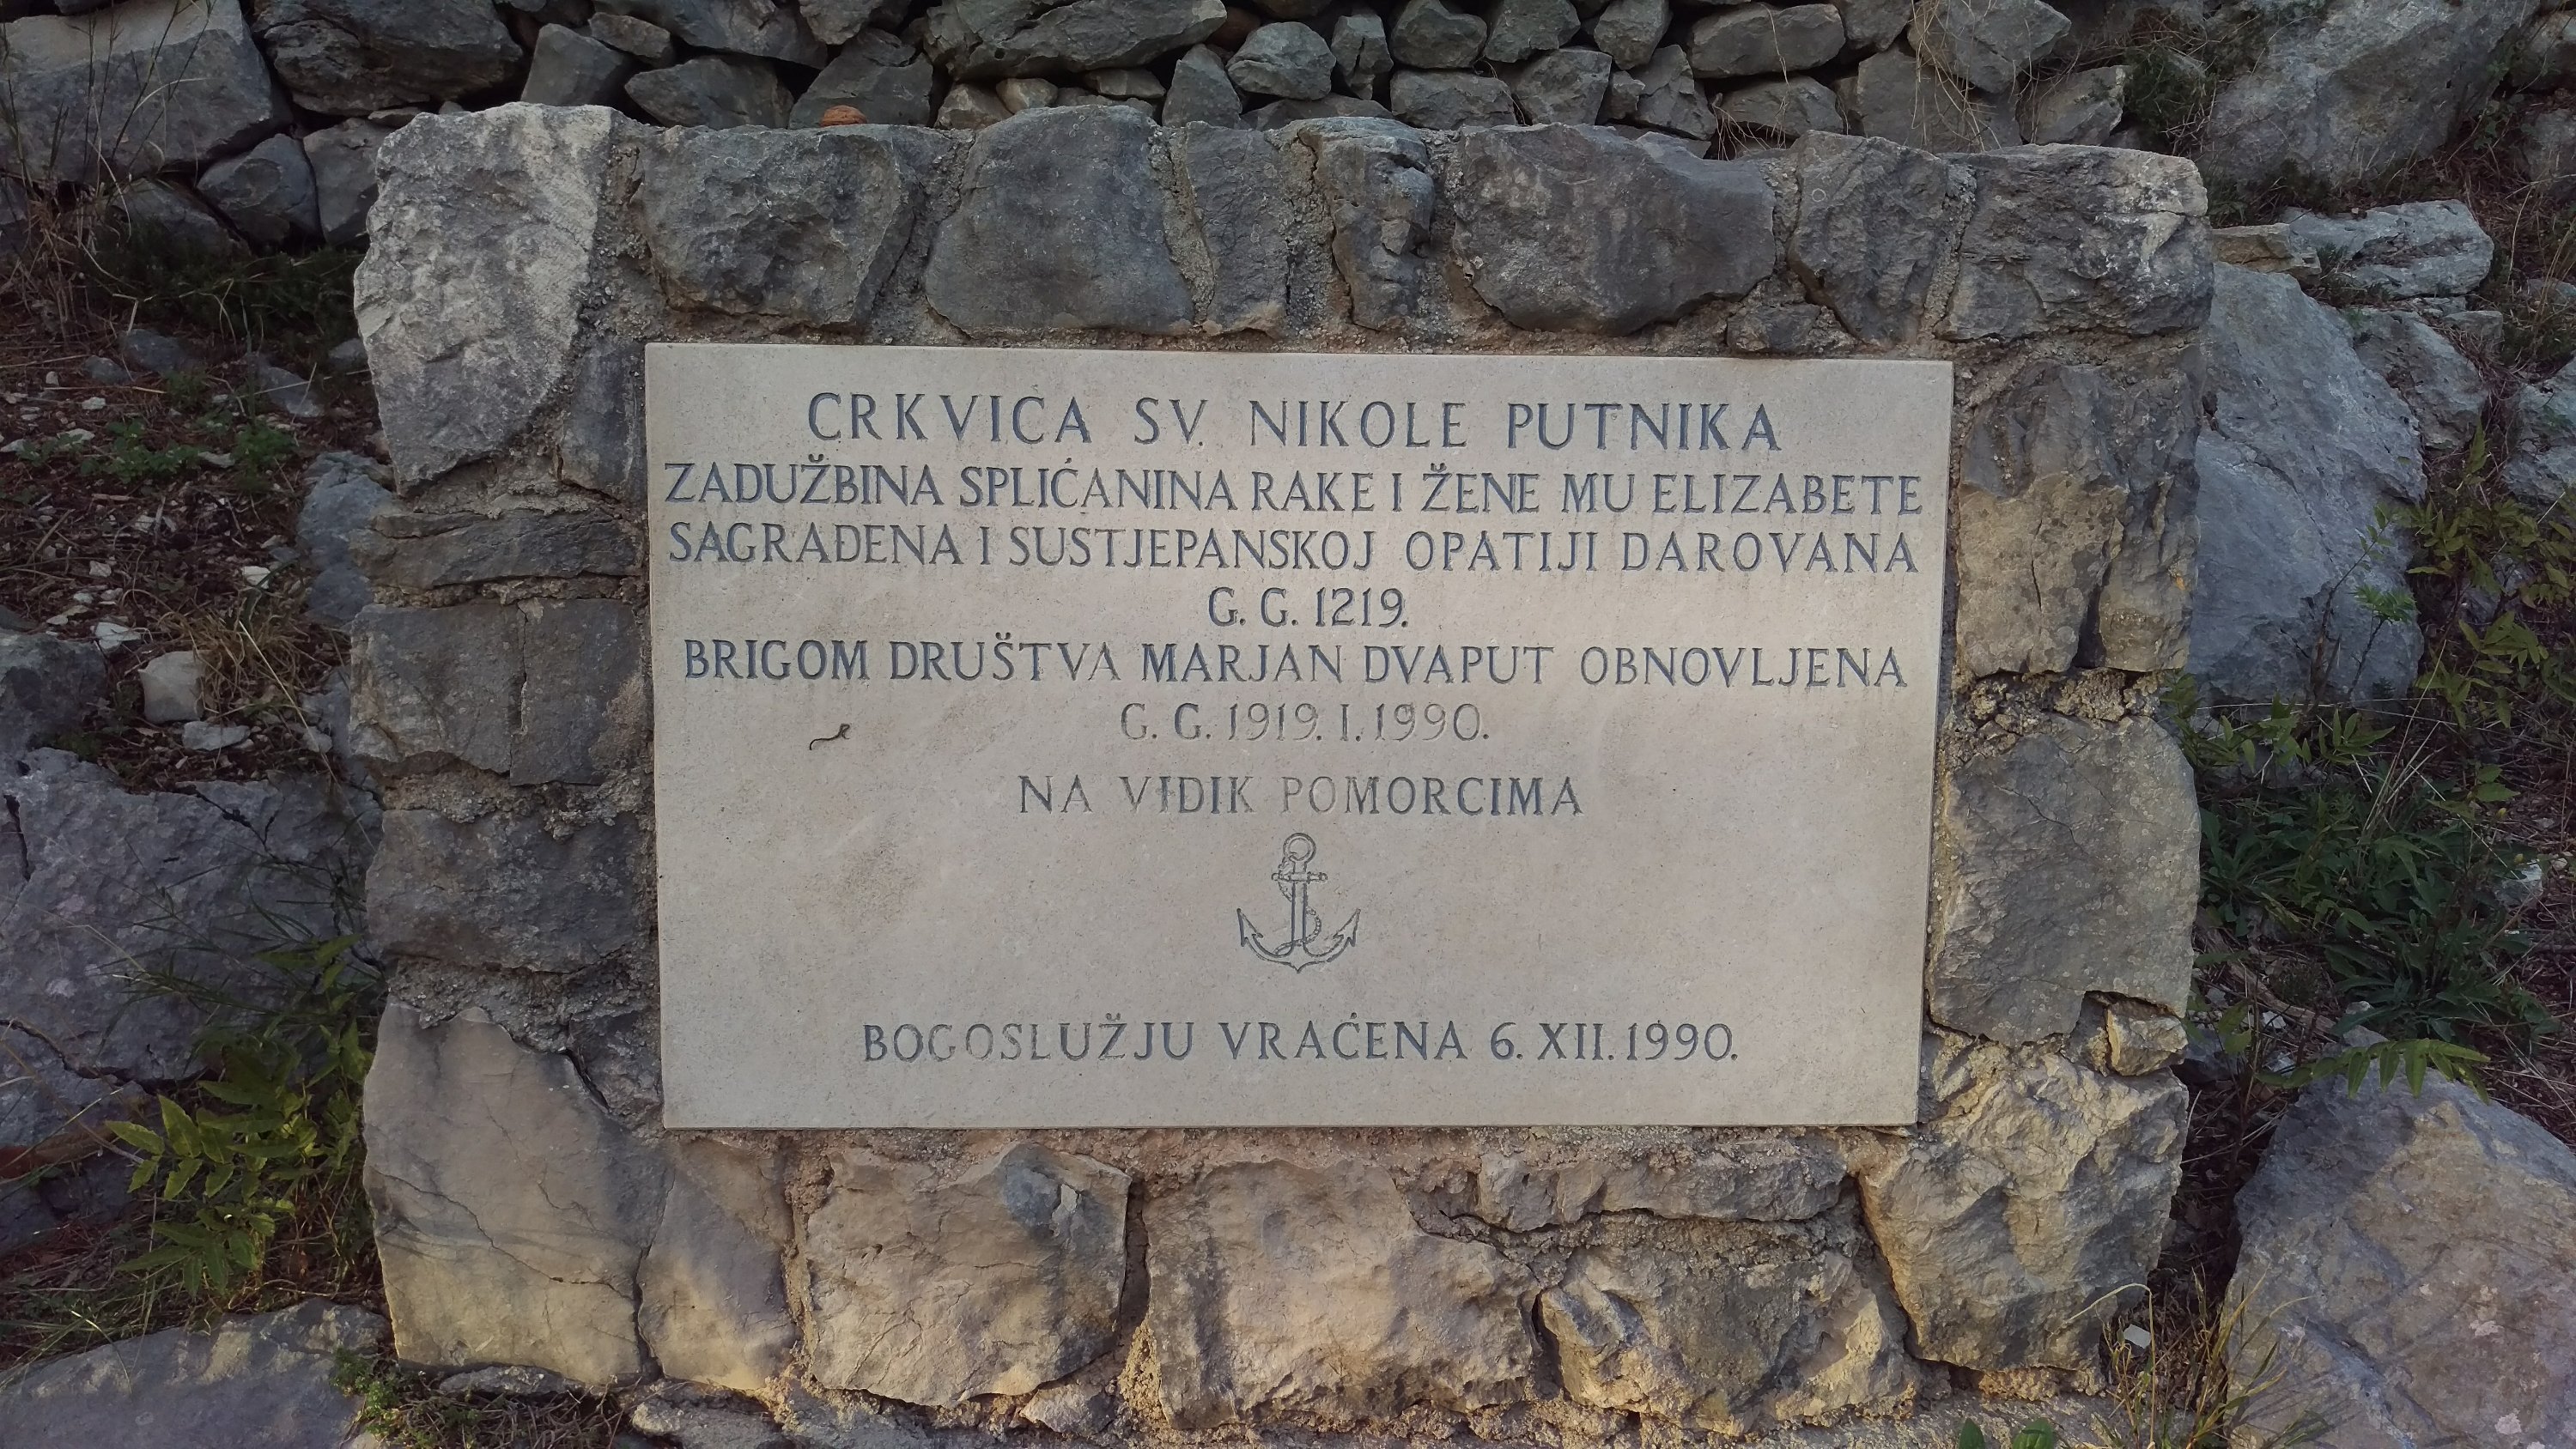 CRKVICA SV. NIKOLE PUTNIKA
ZADUŽBINA SPLIĆANINA RAKE I ŽENE MU ELIZABETE
SAGRAĐENA I SUSTJEPANSKOJ OPATIJI DAROVANA
G. G. 1219.
BRIGOM DRUŠTVA MARJAN DVAPUT OBNOVLJENA
G. G. 1919. I. 1990.
NA VIDIK POMORCIMA
BOGOSLUŽJU VRAĆENA 6. XII. 1990.